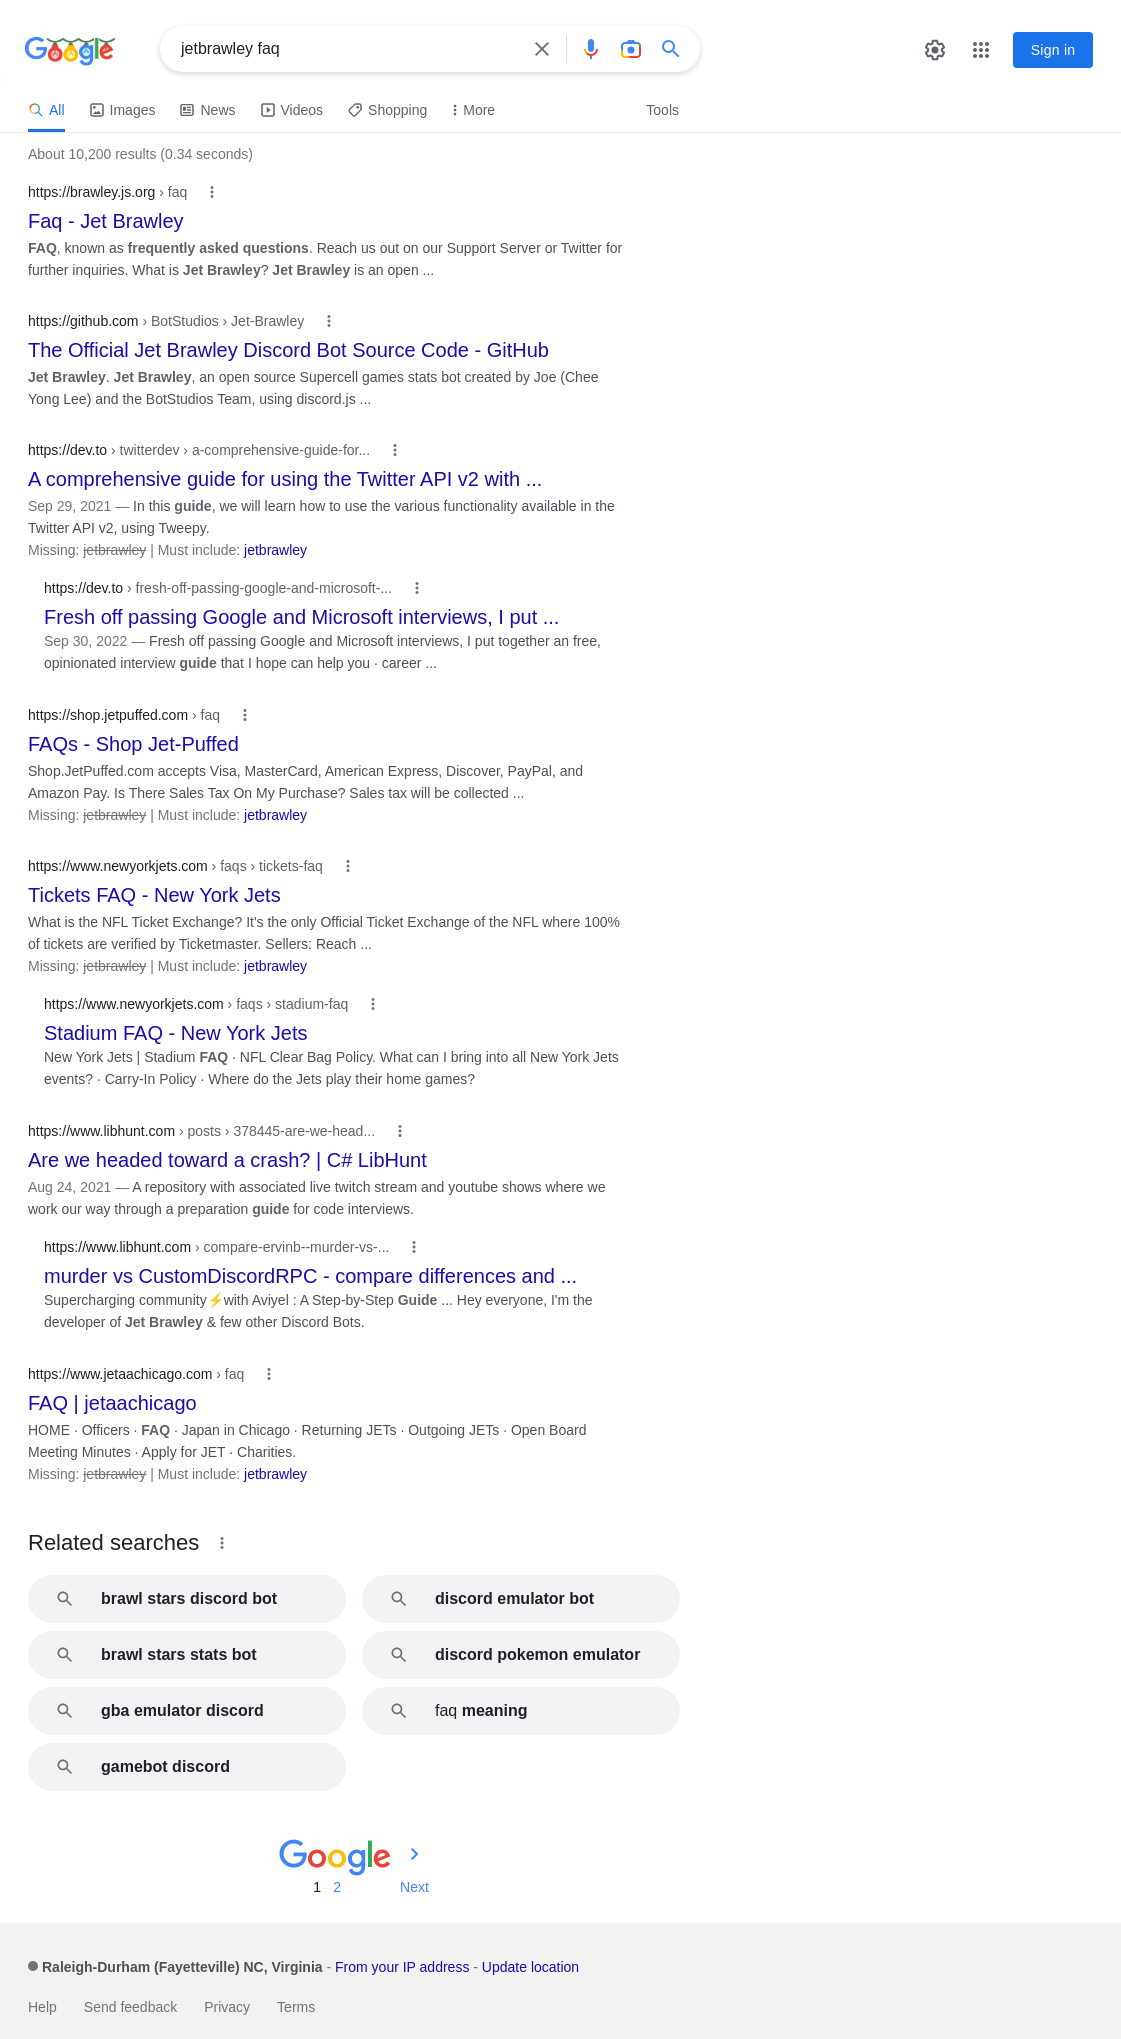 Google
jetbrawley faq
Sign in
All
Images
News
Videos
Shopping
More
Tools
About 10,200 results (0.34 seconds)
https://brawley.js.org › faq
Faq - Jet Brawley
FAQ, known as frequently asked questions. Reach us out on our Support Server or Twitter for
further inquiries. What is Jet Brawley? Jet Brawley is an open ...
https://github.com › BotStudios › Jet-Brawley
The Official Jet Brawley Discord Bot Source Code - GitHub
Jet Brawley. Jet Brawley, an open source Supercell games stats bot created by Joe (Chee
Yong Lee) and the BotStudios Team, using discord.js ...
https://dev.to › twitterdev › a-comprehensive-guide-for...
A comprehensive guide for using the Twitter API v2 with ...
Sep 29, 2021 — In this guide, we will learn how to use the various functionality available in the
Twitter API v2, using Tweepy.
Missing: jetbrawley | Must include: jetbrawley
https://dev.to › fresh-off-passing-google-and-microsoft-...
Fresh off passing Google and Microsoft interviews, I put ...
Sep 30, 2022 — Fresh off passing Google and Microsoft interviews, I put together an free,
opinionated interview guide that I hope can help you · career ...
https://shop.jetpuffed.com › faq
FAQs - Shop Jet-Puffed
Shop.JetPuffed.com accepts Visa, MasterCard, American Express, Discover, PayPal, and
Amazon Pay. Is There Sales Tax On My Purchase? Sales tax will be collected ...
Missing: jetbrawley | Must include: jetbrawley
https://www.newyorkjets.com › faqs › tickets-faq
Tickets FAQ - New York Jets
What is the NFL Ticket Exchange? It's the only Official Ticket Exchange of the NFL where 100%
of tickets are verified by Ticketmaster. Sellers: Reach ...
Missing: jetbrawley | Must include: jetbrawley
https://www.newyorkjets.com › faqs › stadium-faq
Stadium FAQ - New York Jets
New York Jets | Stadium FAQ · NFL Clear Bag Policy. What can I bring into all New York Jets
events? · Carry-In Policy · Where do the Jets play their home games?
https://www.libhunt.com › posts › 378445-are-we-head...
Are we headed toward a crash? | C# LibHunt
Aug 24, 2021 — A repository with associated live twitch stream and youtube shows where we
work our way through a preparation guide for code interviews.
https://www.libhunt.com › compare-ervinb--murder-vs-...
murder vs CustomDiscordRPC - compare differences and ...
Supercharging community⚡with Aviyel : A Step-by-Step Guide ... Hey everyone, I'm the
developer of Jet Brawley & few other Discord Bots.
https://www.jetaachicago.com › faq
FAQ | jetaachicago
HOME · Officers · FAQ · Japan in Chicago · Returning JETs · Outgoing JETs · Open Board
Meeting Minutes · Apply for JET · Charities.
Missing: jetbrawley | Must include: jetbrawley
Related searches
brawl stars discord bot
discord emulator bot
brawl stars stats bot
discord pokemon emulator
gba emulator discord
faq meaning
gamebot discord
Google
1 2 Next
Raleigh-Durham (Fayetteville) NC, Virginia - From your IP address - Update location
Help Send feedback Privacy Terms